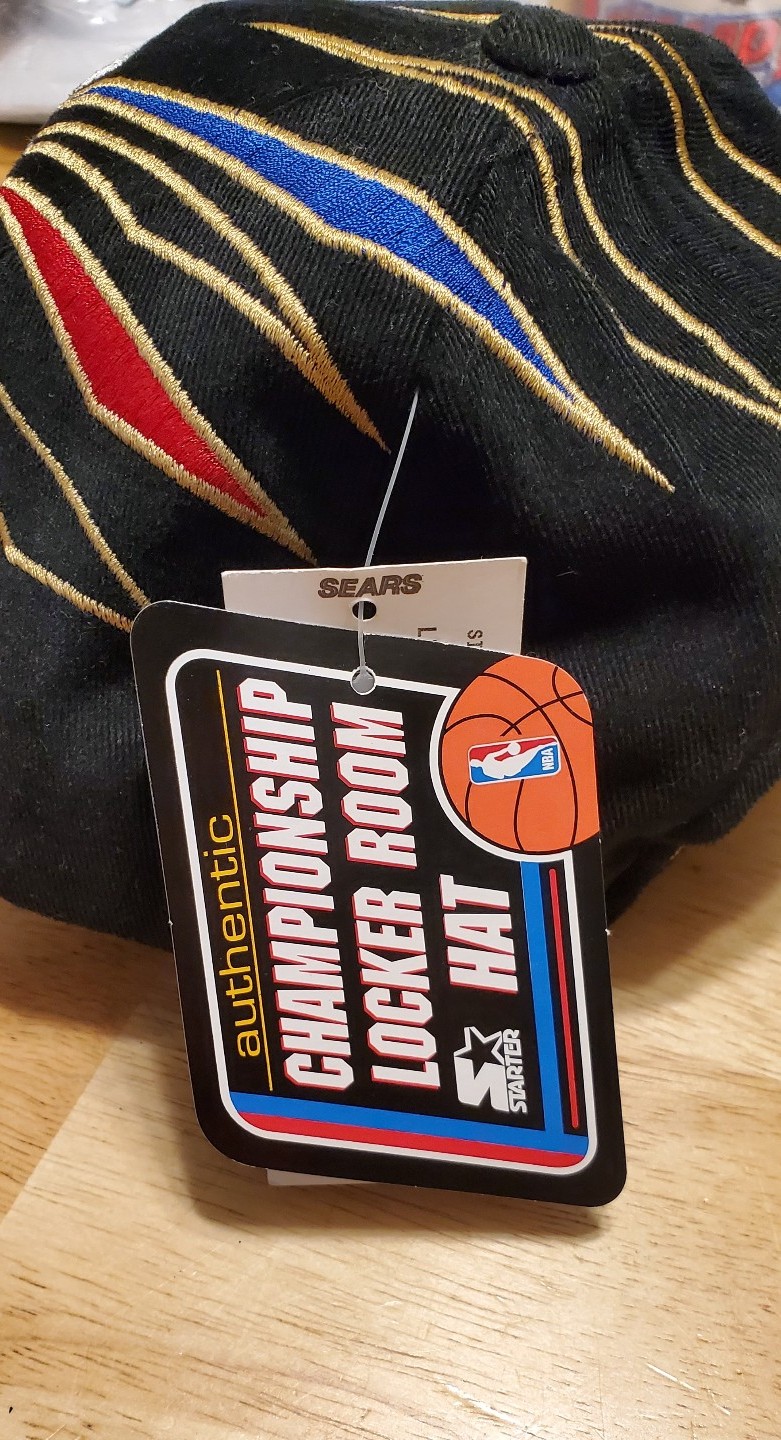 SEARS
authentic
CHAMPIONSHIP
LOCKER ROOM
HAT
S STARTER
NBA